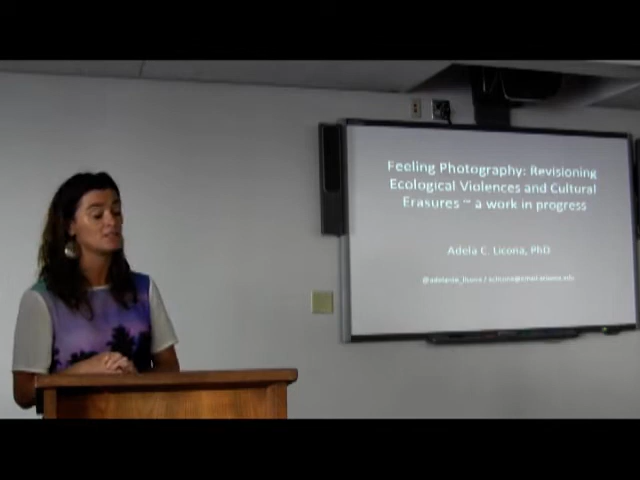 Feeling Photography: Revisioning
Ecological Violences and Cultural
Erasures ~ a work in progress
Adela C. Licona, PhD